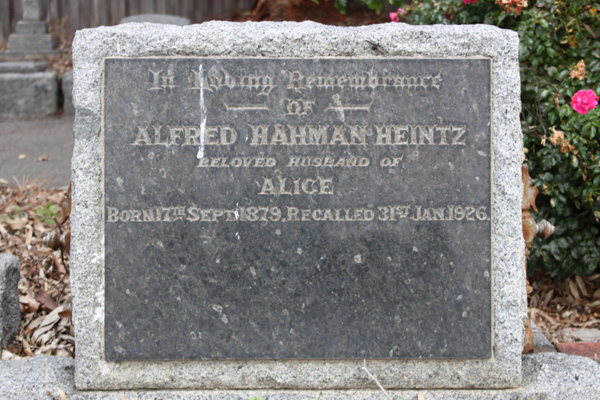 In Loving Remembrance
OF
ALFRED HAHMAN HEINTZ
BELOVED HUSBAND OF
ALICE
BORN 17TH SEPT. 1879, RECALLED 31ST JAN. 1926.